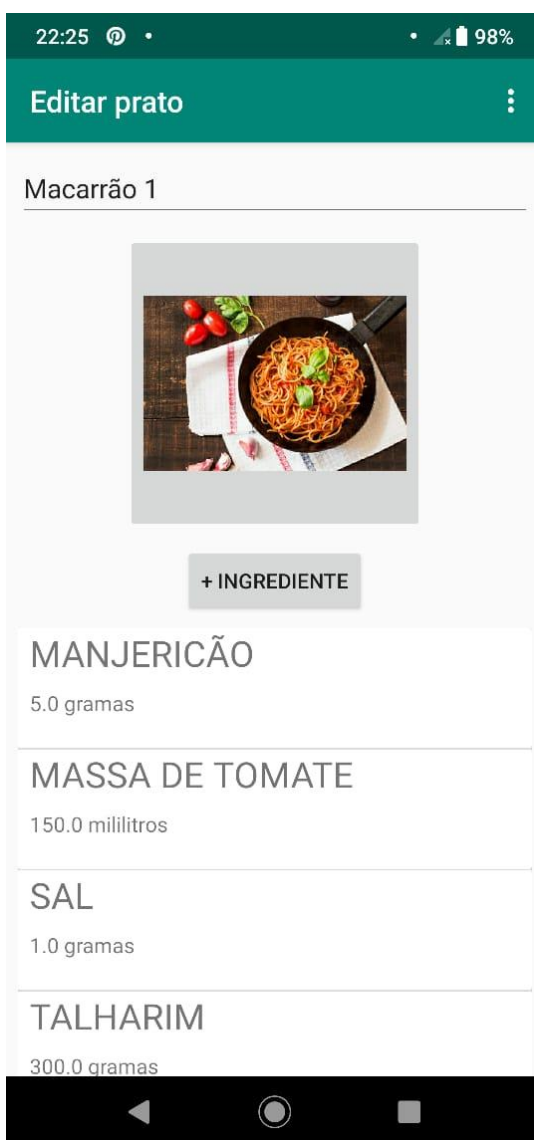 22:25 98%
Editar prato
Macarrão 1
+ INGREDIENTE
MANJERICÃO
5.0 gramas
MASSA DE TOMATE
150.0 mililitros
SAL
1.0 gramas
TALHARIM
300.0 gramas